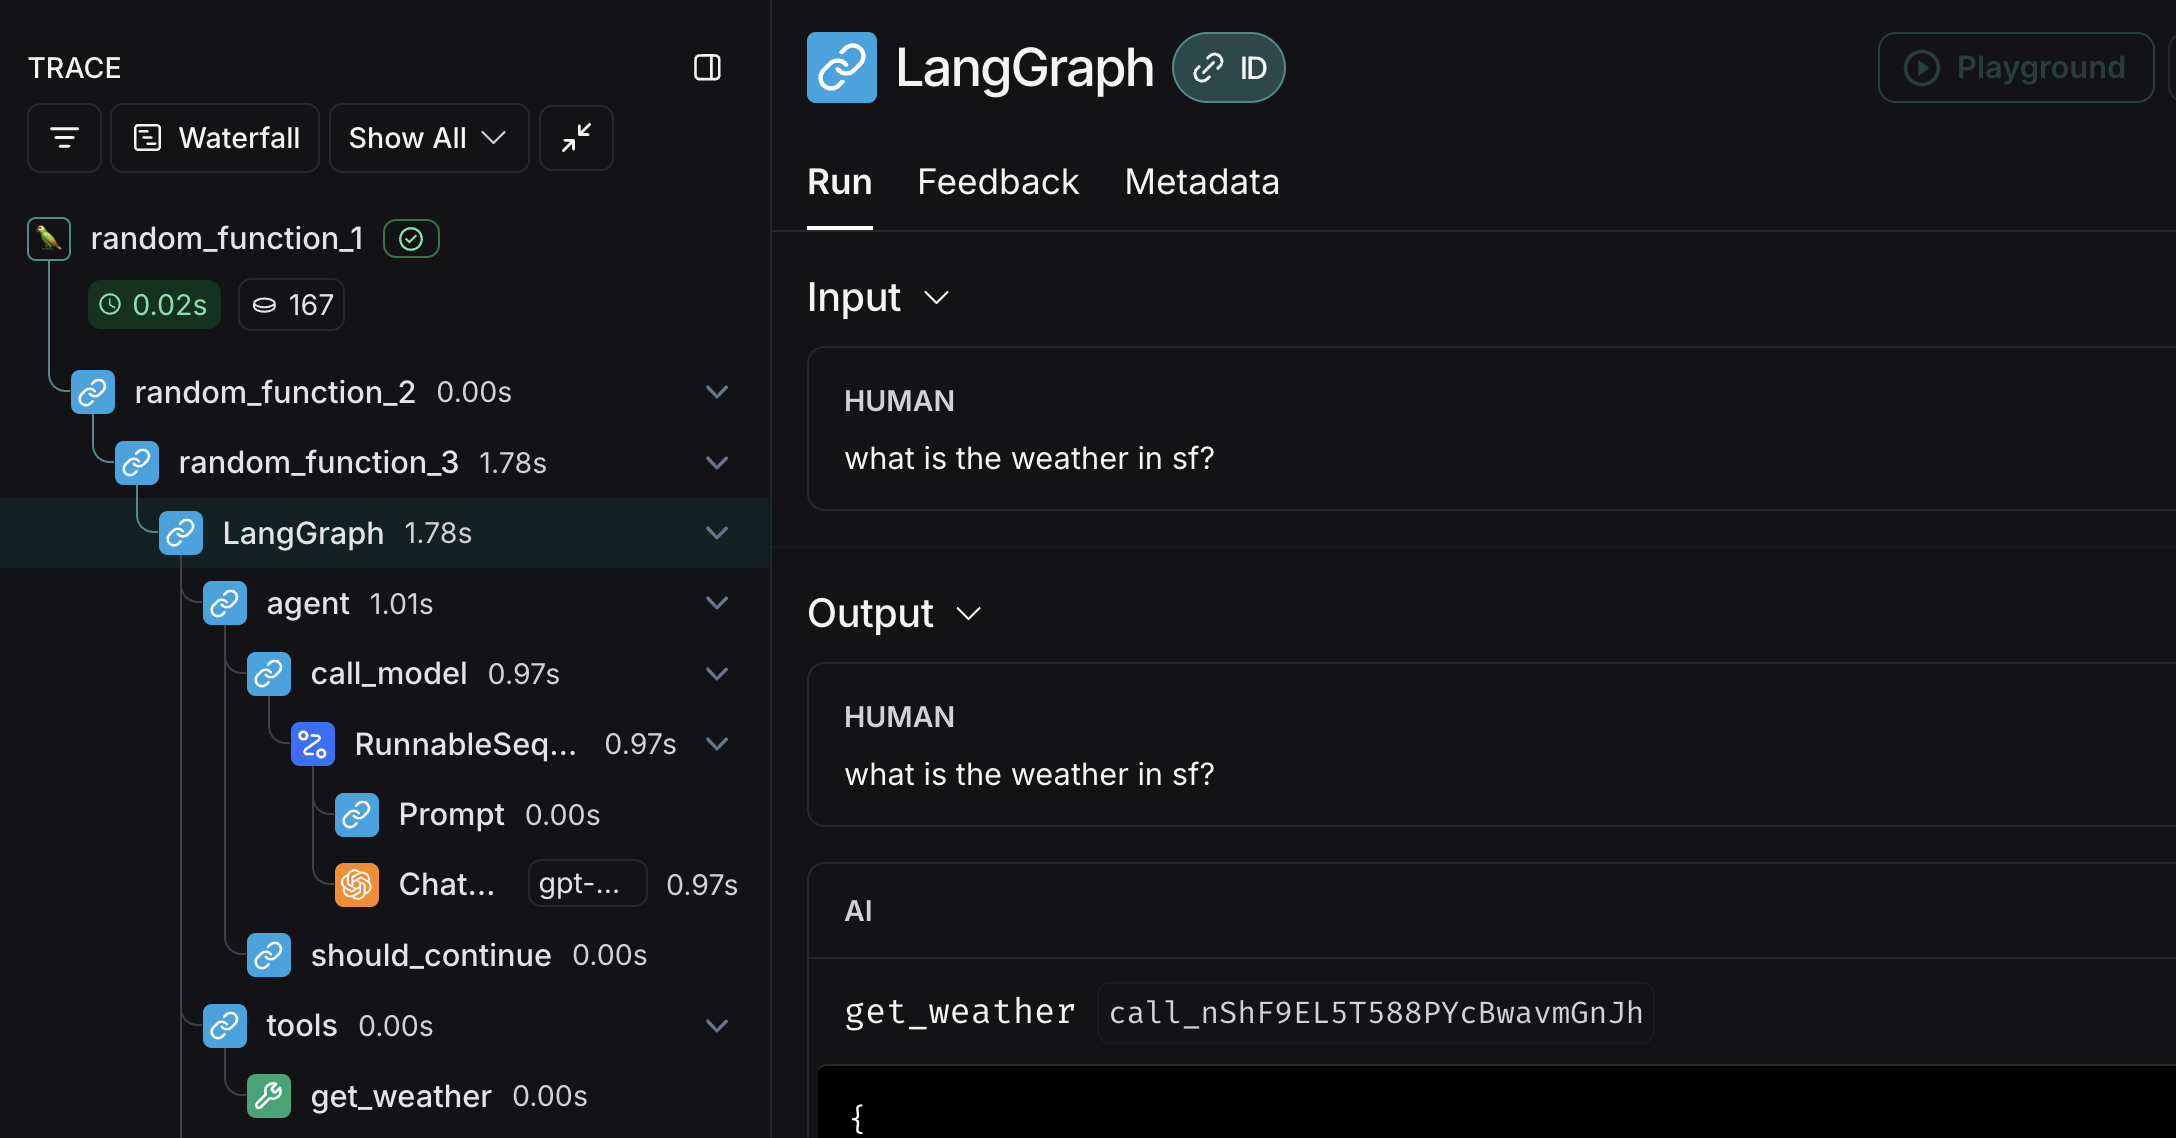 TRACE
Waterfall
Show All
random_function_1
0.02s 167
random_function_2 0.00s
random_function_3 1.78s
LangGraph 1.78s
agent 1.01s
call_model 0.97s
RunnableSeq... 0.97s
Prompt 0.00s
Chat... gpt-... 0.97s
should_continue 0.00s
tools 0.00s
get_weather 0.00s
LangGraph ID
Playground
Run Feedback Metadata
Input
HUMAN
what is the weather in sf?
Output
HUMAN
what is the weather in sf?
AI
get_weather call_nShF9EL5T588PYcBwavmGnJh
{